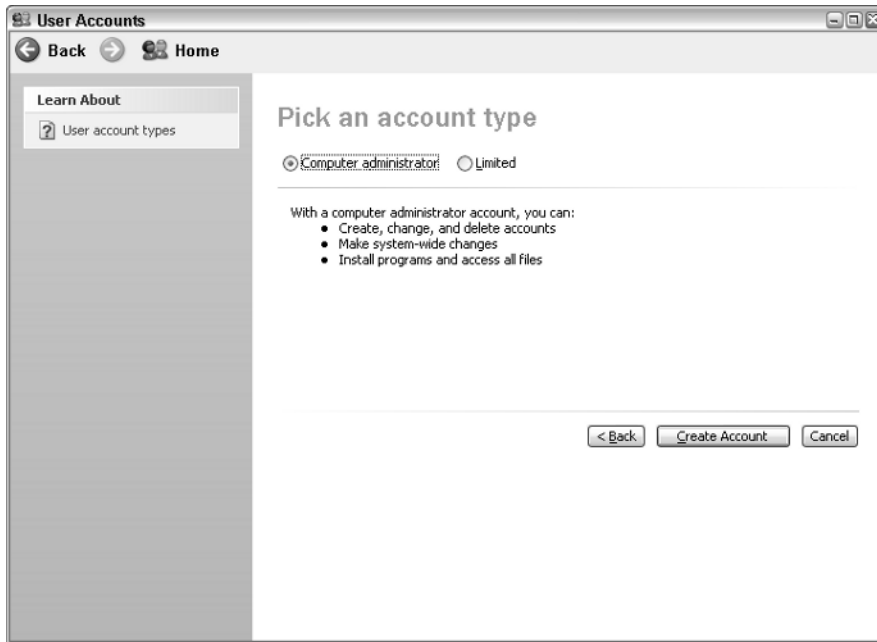 User Accounts
Back Home
Learn About
User account types
Pick an account type
Computer administrator Limited
With a computer administrator account, you can:
• Create, change, and delete accounts
• Make system-wide changes
• Install programs and access all files
< Back Create Account Cancel